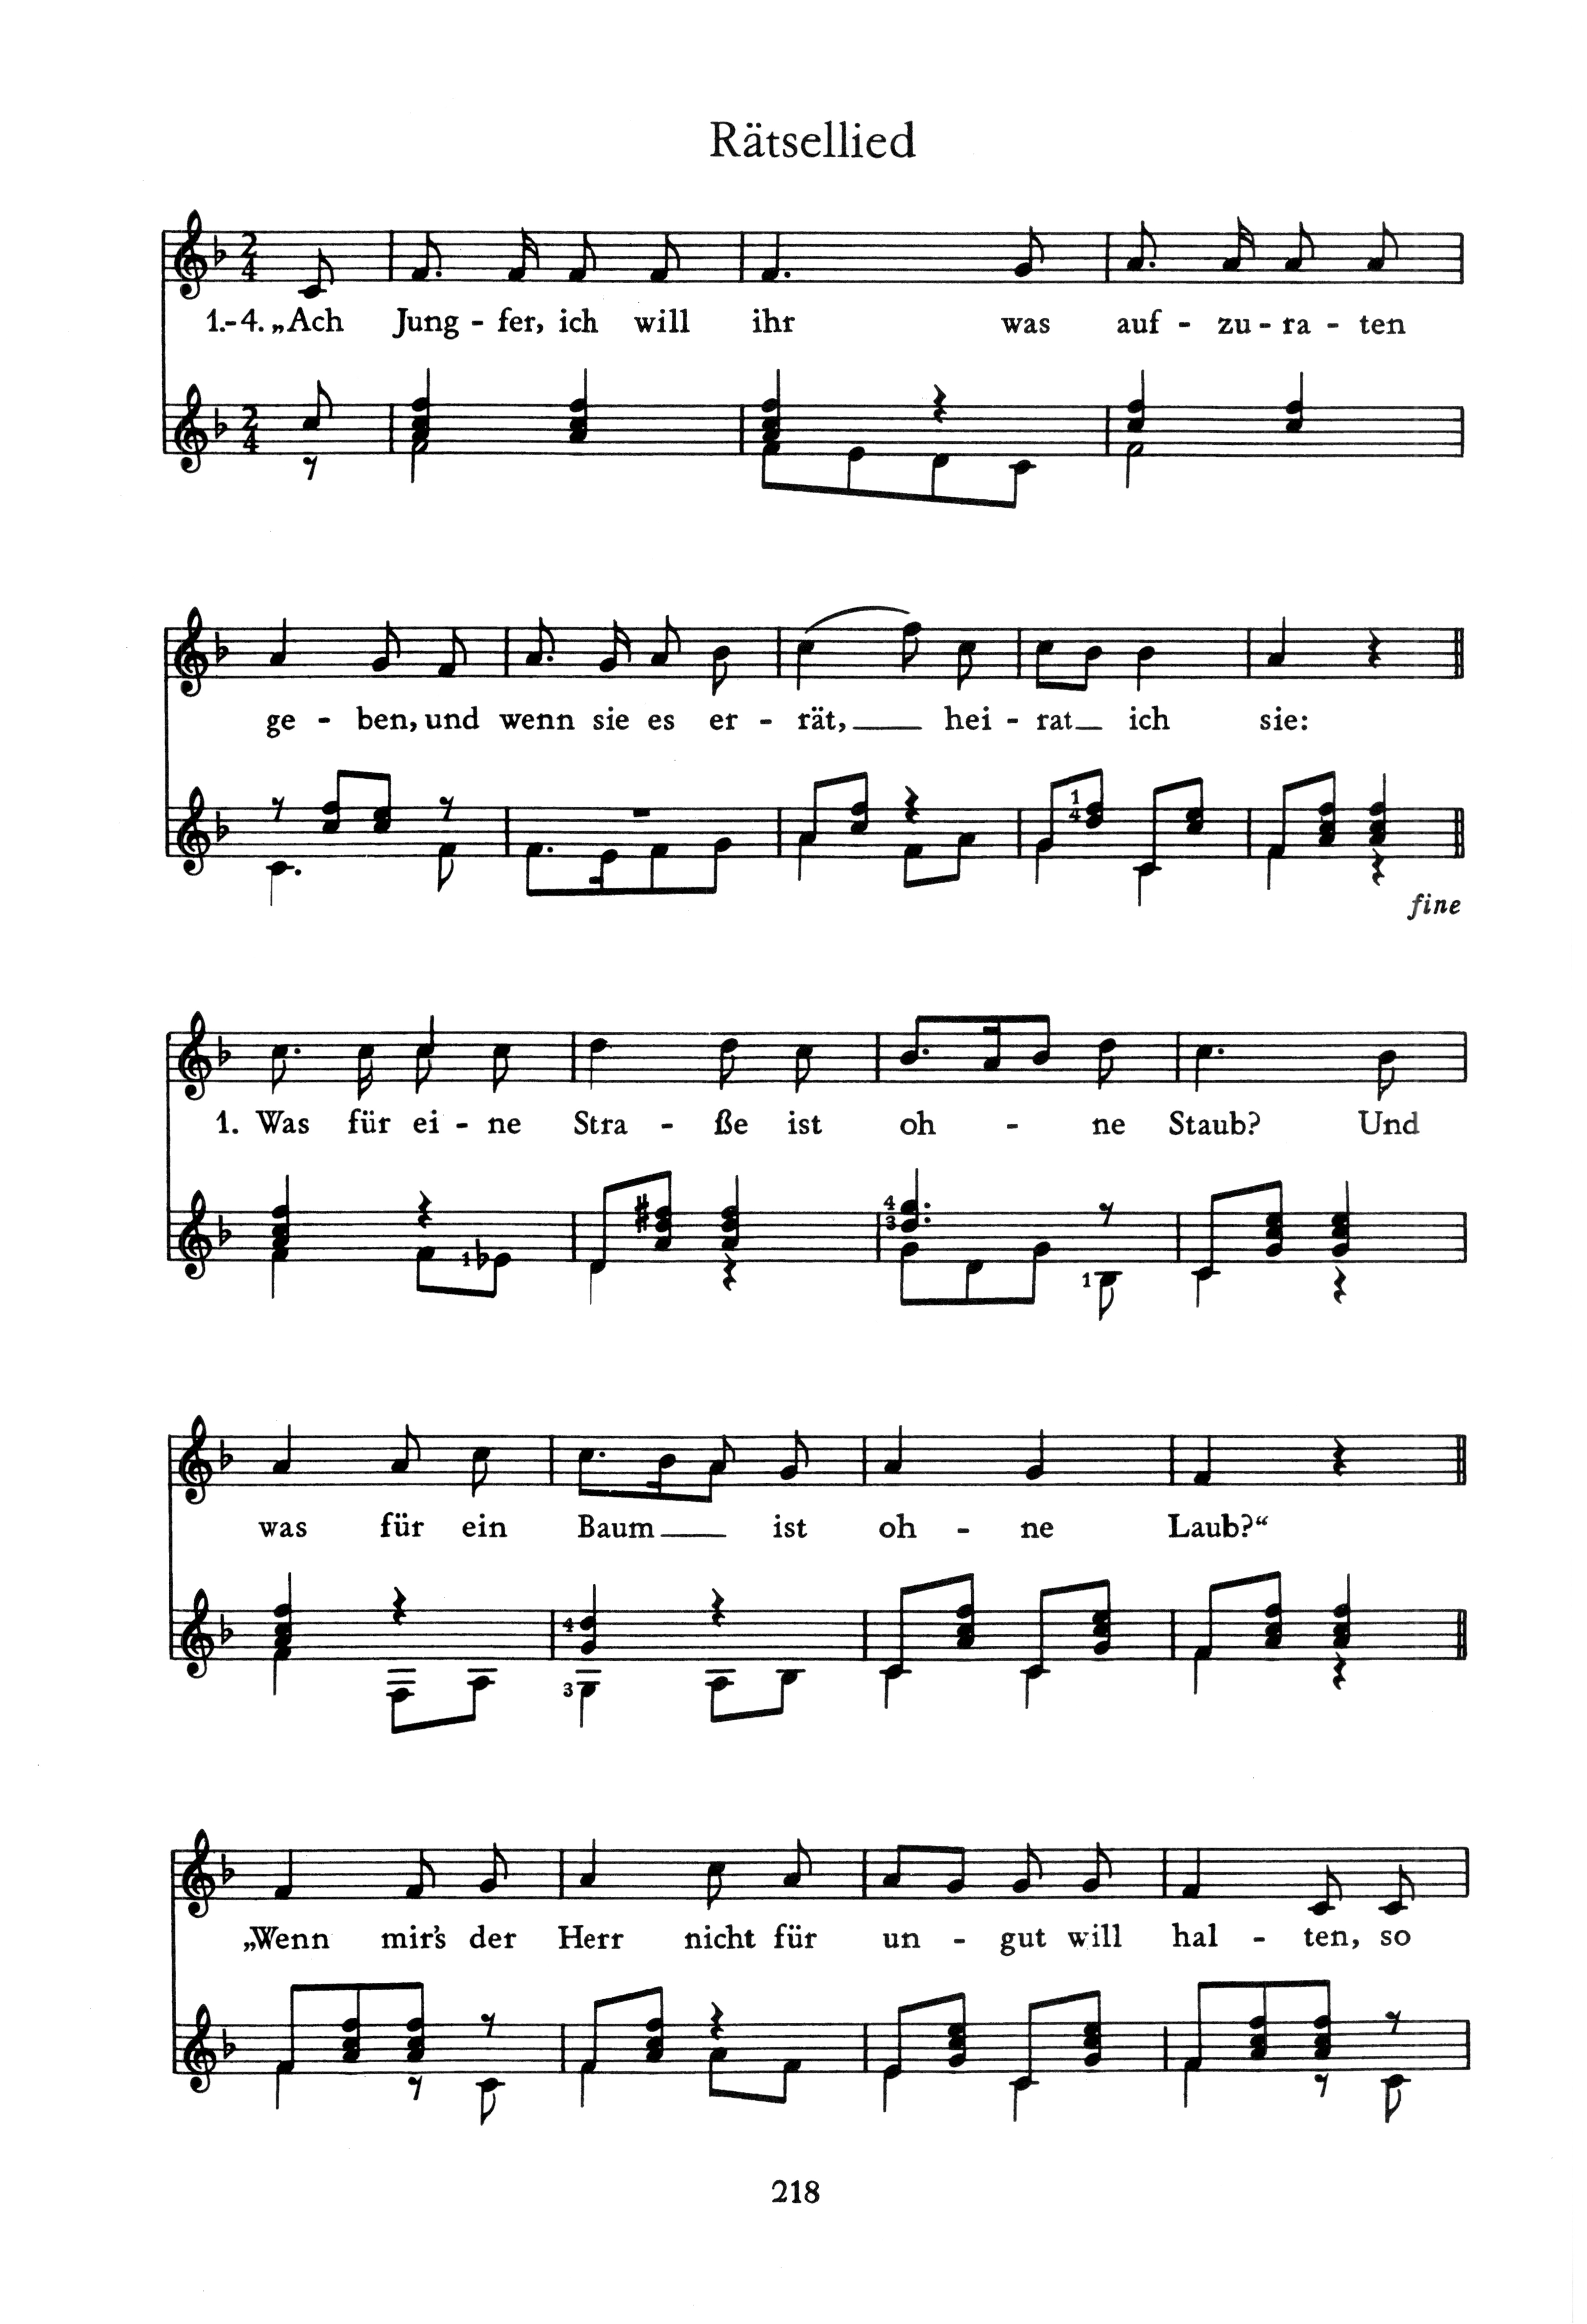 Rätsellied
1.-4. „Ach Jung - fer, ich will ihr was auf - zu - ra - ten
ge - ben, und wenn sie es er - rät, hei - rat ich sie:
fine
1. Was für ei - ne Stra - ße ist oh - ne Staub? Und
was für ein Baum ist oh - ne Laub?“
„Wenn mir's der Herr nicht für un - gut will hal - ten, so
218